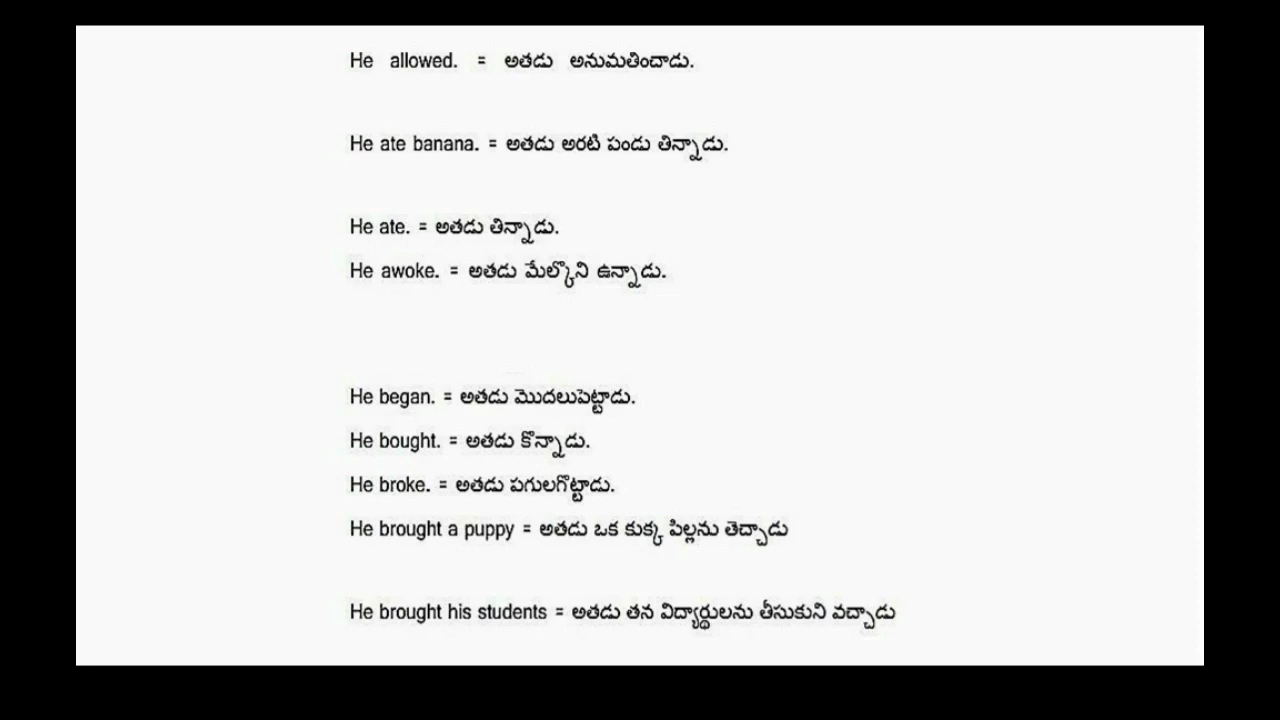 He allowed. = అతడు అనుమతించాడు.
He ate banana. = అతడు అరటి పండు తిన్నాడు.
He ate. = అతడు తిన్నాడు.
He awoke. = అతడు మేల్కొని ఉన్నాడు.
He began. = అతడు మొదలుపెట్టాడు.
He bought. = అతడు కొన్నాడు.
He broke. = అతడు పగులగొట్టాడు.
He brought a puppy = అతడు ఒక కుక్క పిల్లను తెచ్చాడు
He brought his students = అతడు తన విద్యార్థులను తీసుకుని వచ్చాడు